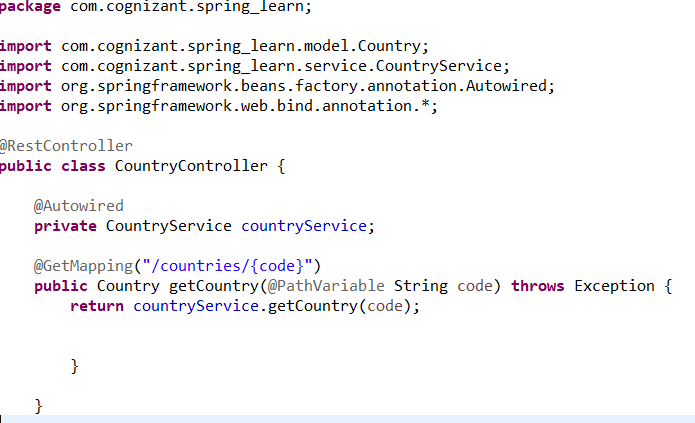 package com.cognizant.spring_learn;
import com.cognizant.spring_learn.model.Country;
import com.cognizant.spring_learn.service.CountryService;
import org.springframework.beans.factory.annotation.Autowired;
import org.springframework.web.bind.annotation.*;
@RestController
public class CountryController {
@Autowired
private CountryService countryService;
@GetMapping("/countries/{code}")
public Country getCountry(@PathVariable String code) throws Exception {
return countryService.getCountry(code);
}
}